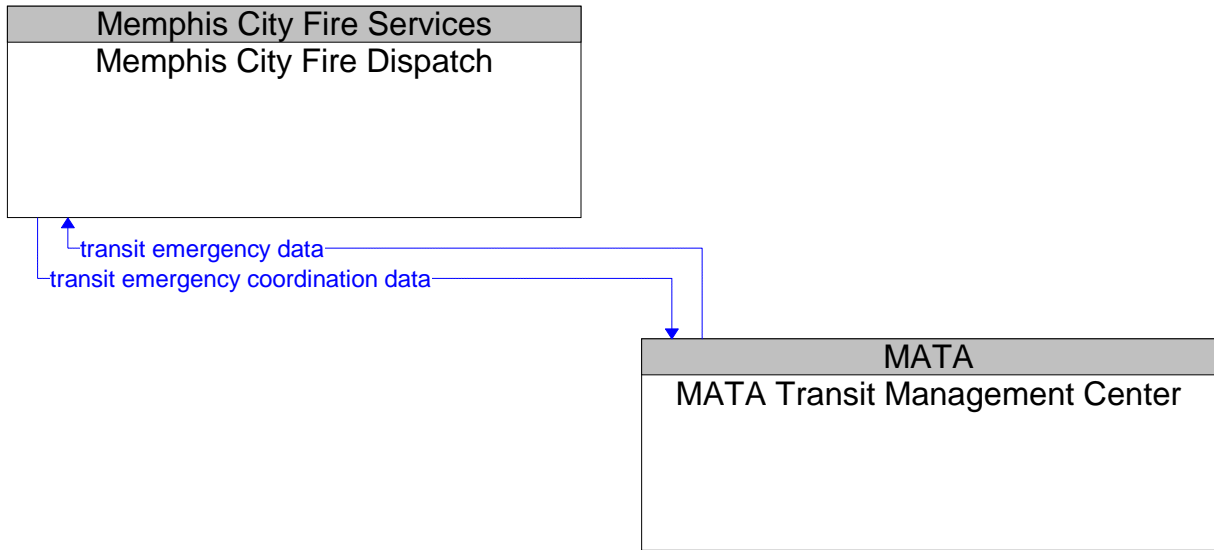 Memphis City Fire Services
Memphis City Fire Dispatch
transit emergency data
transit emergency coordination data
MATA
MATA Transit Management Center